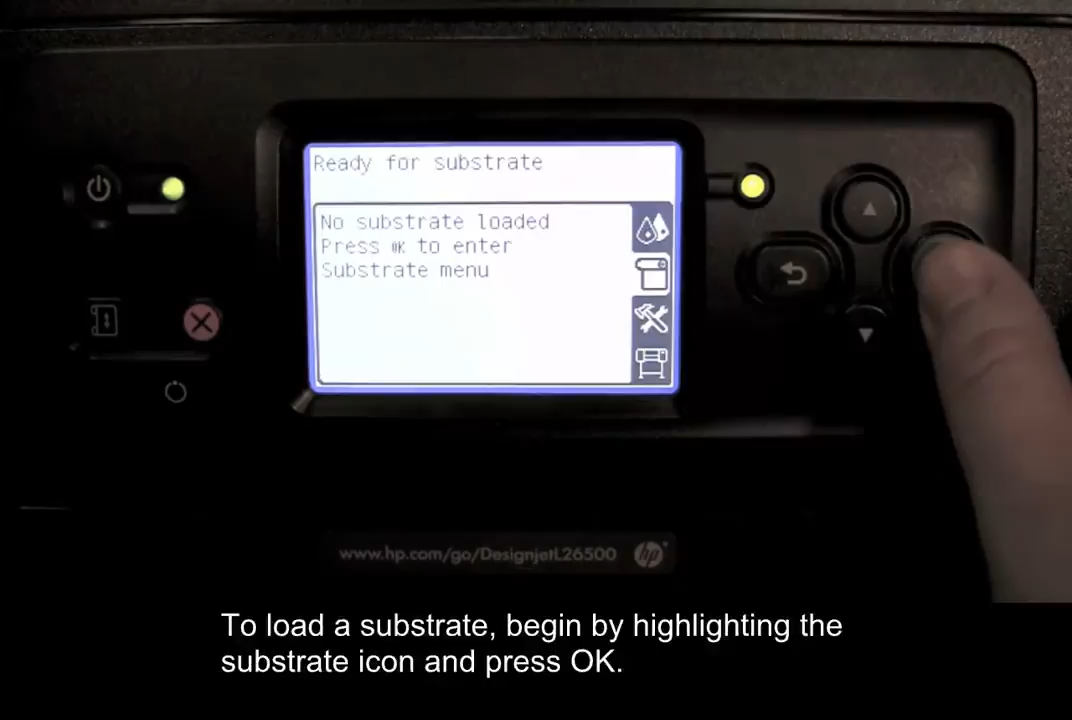 Ready for substrate
No substrate loaded
Press OK to enter
Substrate menu
www.hp.com/go/DesignjetL26500 hp
To load a substrate, begin by highlighting the
substrate icon and press OK.